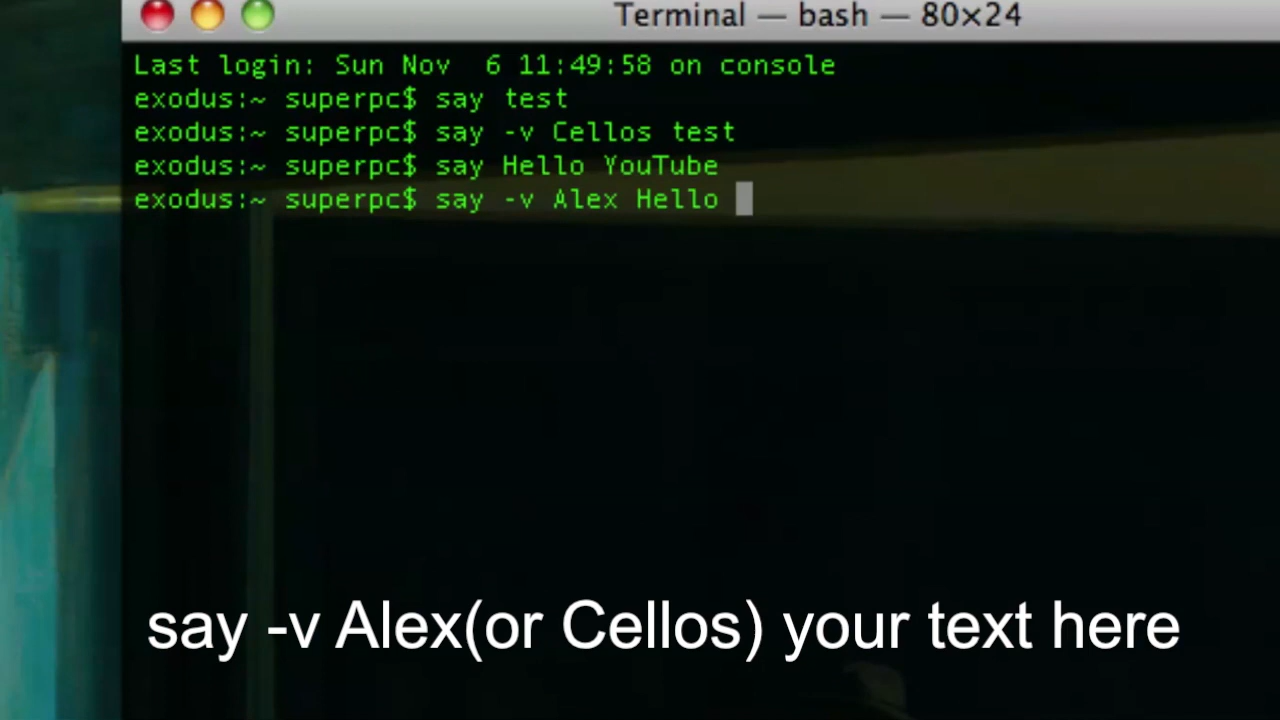 Terminal — bash — 80×24
Last login: Sun Nov  6 11:49:58 on console
exodus:~ superpc$ say test
exodus:~ superpc$ say -v Cellos test
exodus:~ superpc$ say Hello YouTube
exodus:~ superpc$ say -v Alex Hello
say -v Alex(or Cellos) your text here